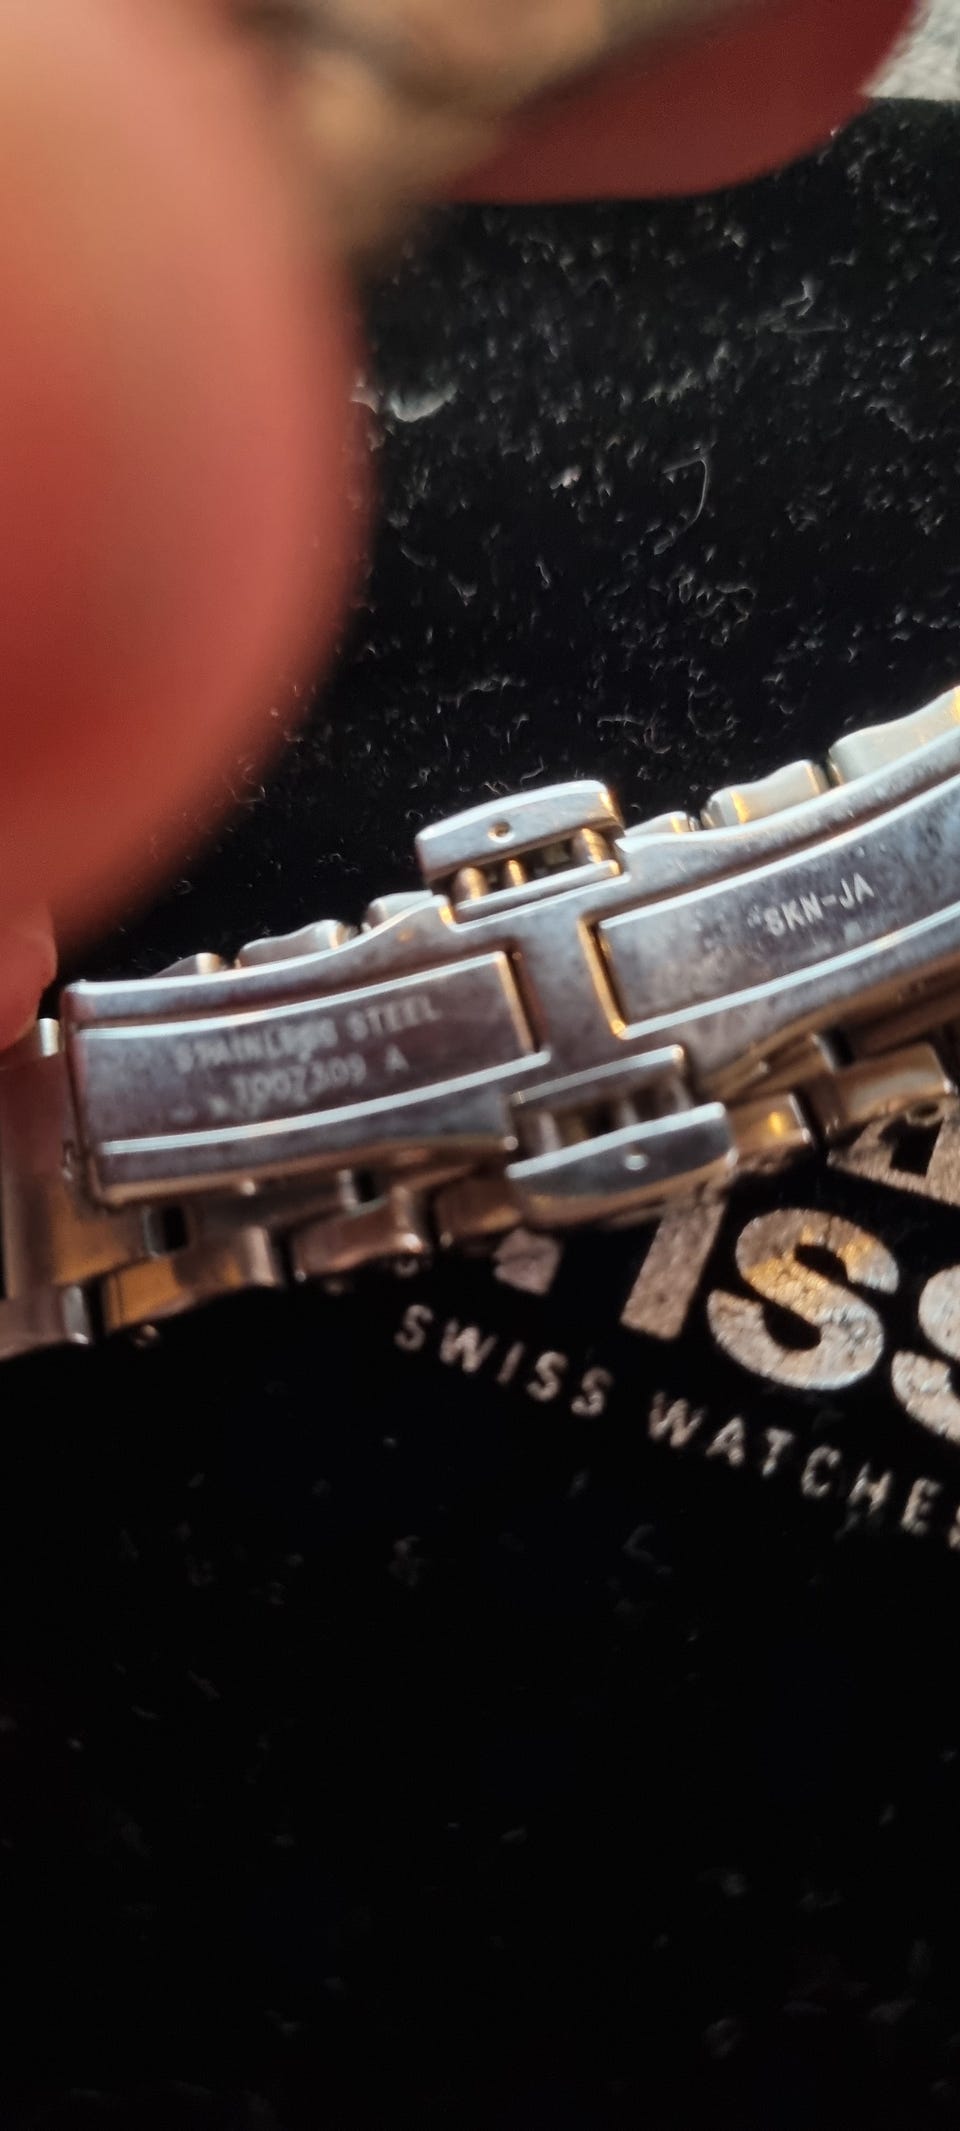 SKN-JA
STAINLESS STEEL
T007309 A
ISS
SWISS WATCHES